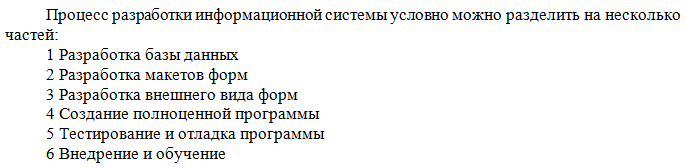 Процесс разработки информационной системы условно можно разделить на несколько
частей:
1 Разработка базы данных
2 Разработка макетов форм
3 Разработка внешнего вида форм
4 Создание полноценной программы
5 Тестирование и отладка программы
6 Внедрение и обучение